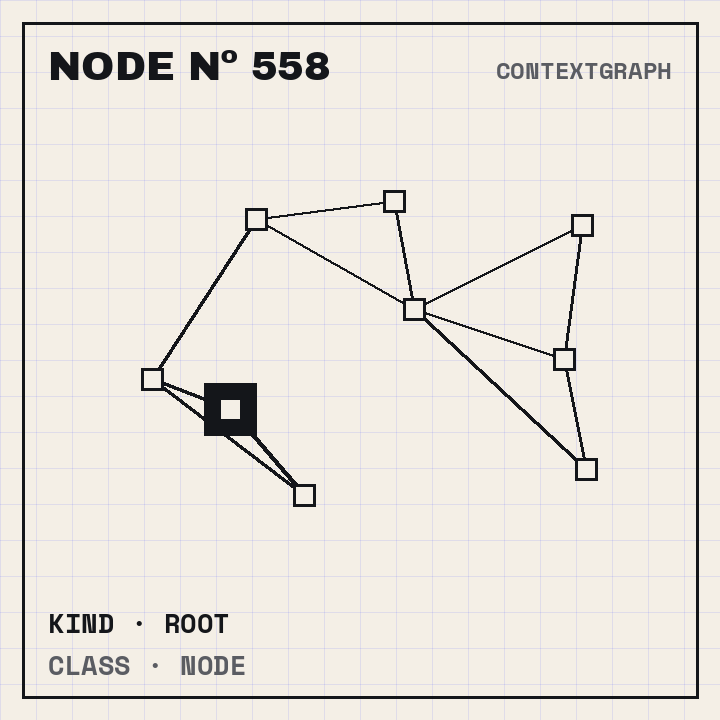 NODE Nº 558
CONTEXTGRAPH
KIND · ROOT
CLASS · NODE